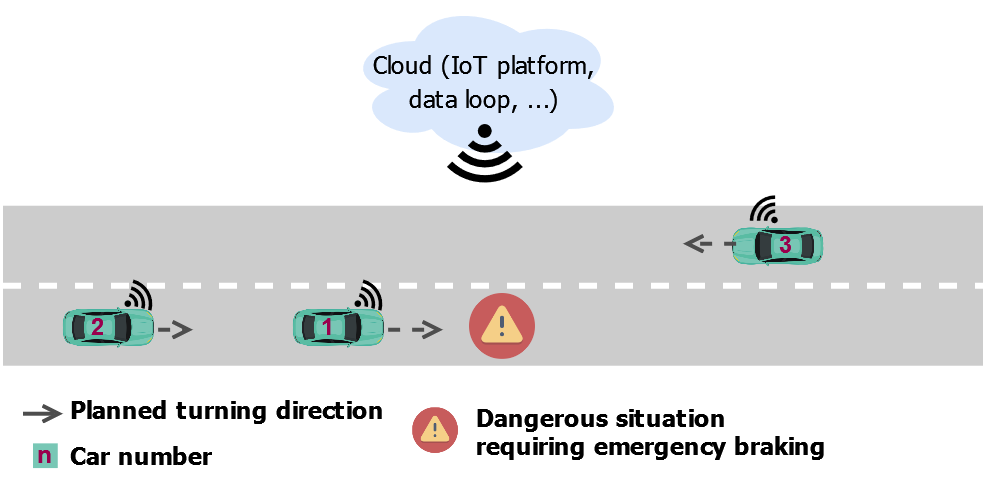 Cloud (IoT platform,
data loop, ...)
3
2
1
Planned turning direction
n Car number
Dangerous situation
requiring emergency braking